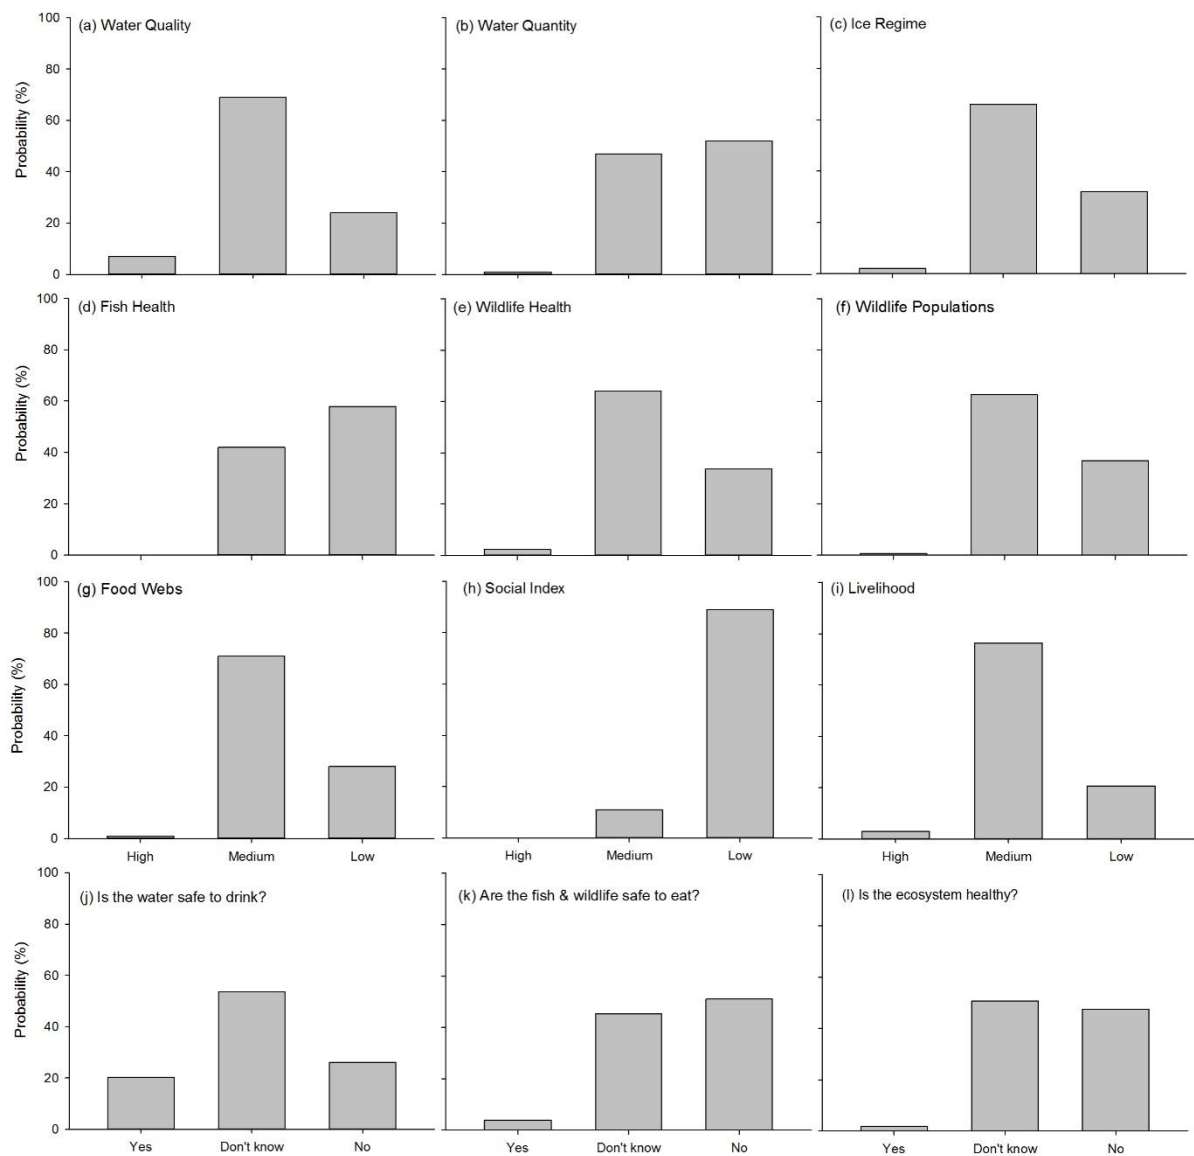 (a) Water Quality
(b) Water Quantity
(c) Ice Regime
Probability (%)
100
80
60
40
20
0
(d) Fish Health
(e) Wildlife Health
(f) Wildlife Populations
Probability (%)
100
80
60
40
20
0
(g) Food Webs
(h) Social Index
(i) Livelihood
Probability (%)
100
80
60
40
20
0
High Medium Low
High Medium Low
High Medium Low
(j) Is the water safe to drink?
(k) Are the fish & wildlife safe to eat?
(l) Is the ecosystem healthy?
Probability (%)
100
80
60
40
20
0
Yes Don't know No
Yes Don't know No
Yes Don't know No